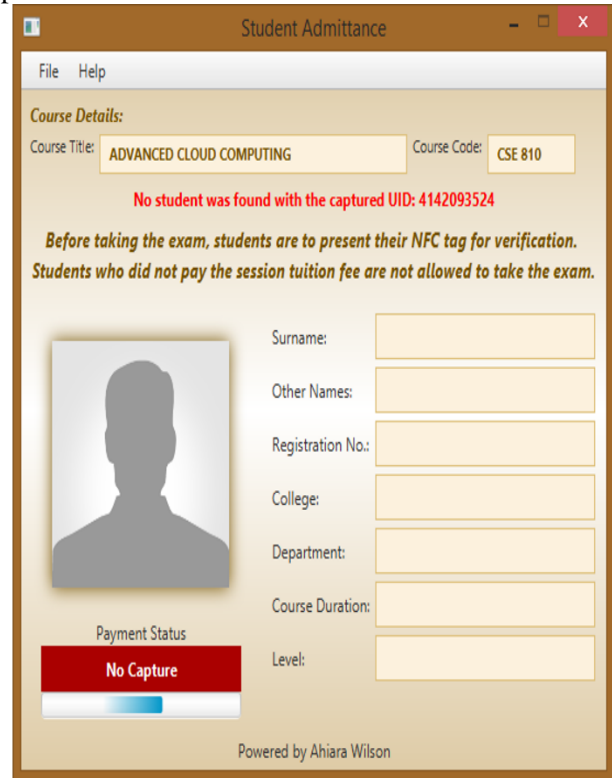 Student Admittance
File Help
Course Details:
Course Title: ADVANCED CLOUD COMPUTING Course Code: CSE 810
No student was found with the captured UID: 4142093524
Before taking the exam, students are to present their NFC tag for verification.
Students who did not pay the session tuition fee are not allowed to take the exam.
Surname:
Other Names:
Registration No.:
College:
Department:
Course Duration:
Payment Status
Level:
No Capture
Powered by Ahiara Wilson